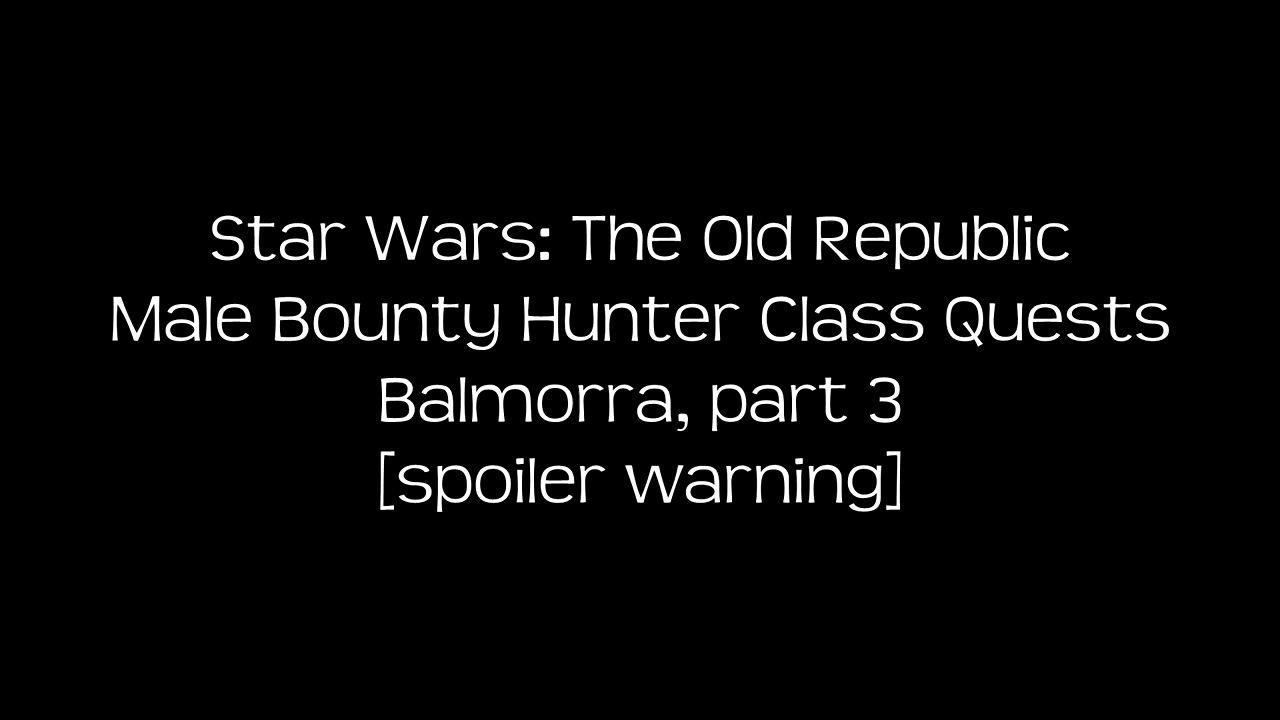 Star Wars: The Old Republic
Male Bounty Hunter Class Quests
Balmorra, part 3
[spoiler warning]